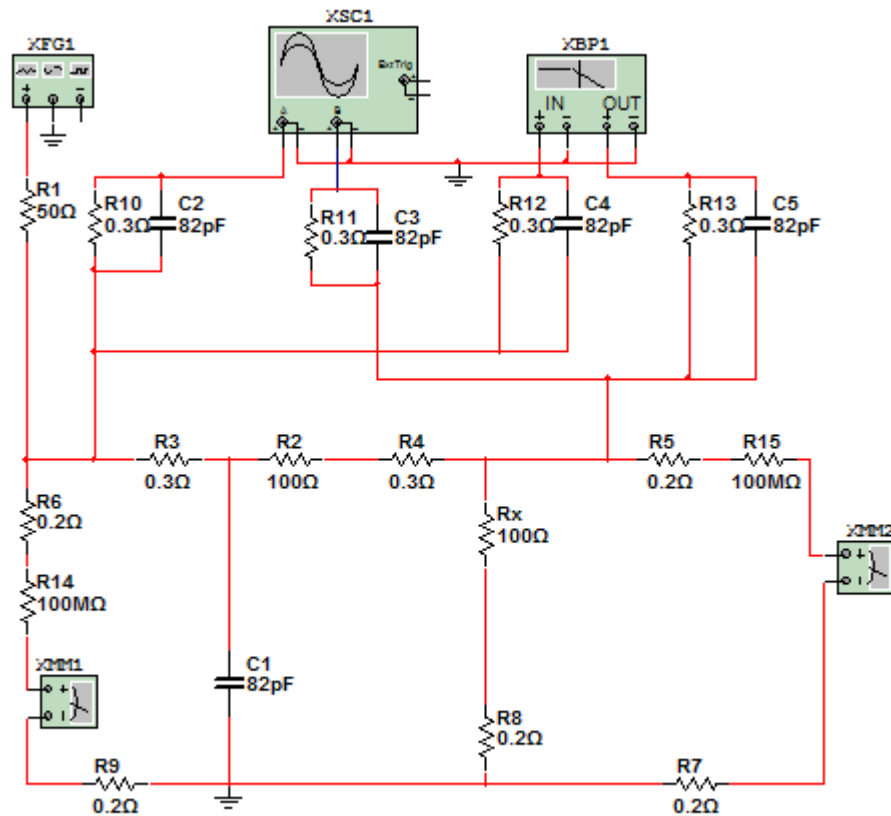 XSC1
XFG1
XBP1
Ext Trig
A
B
IN
OUT
R1
50Ω
R10
0.3Ω
C2
82pF
R11
0.3Ω
C3
82pF
R12
0.3Ω
C4
82pF
R13
0.3Ω
C5
82pF
R3
0.3Ω
R2
100Ω
R4
0.3Ω
R5
0.2Ω
R15
100MΩ
R6
0.2Ω
Rx
100Ω
XMM2
R14
100MΩ
XMM1
C1
82pF
R8
0.2Ω
R9
0.2Ω
R7
0.2Ω